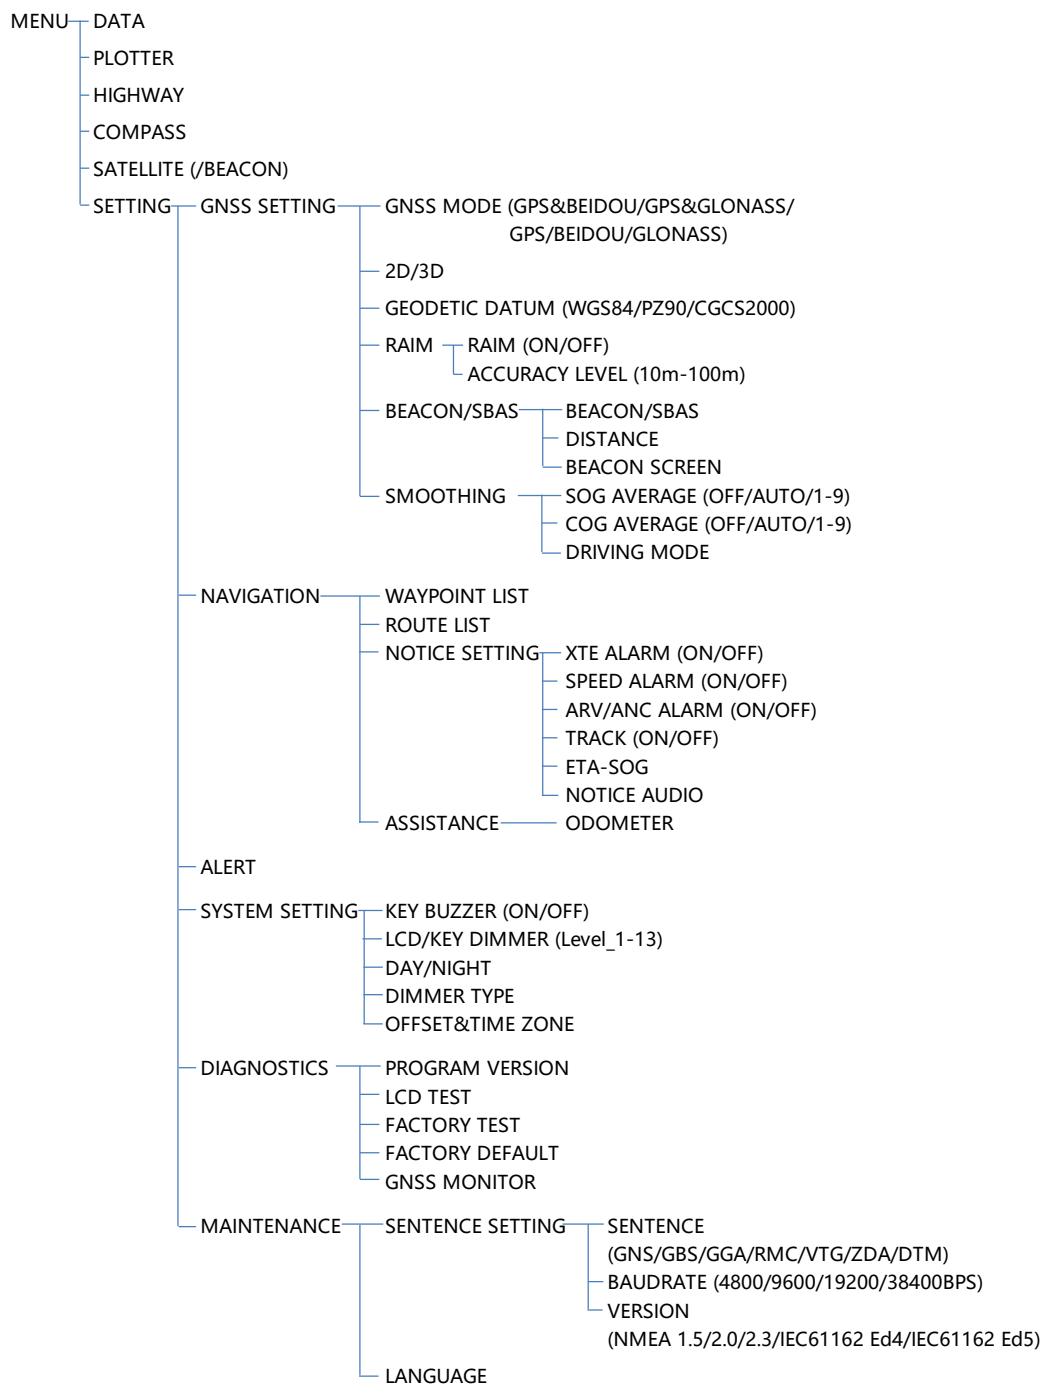 MENU DATA
PLOTTER
HIGHWAY
COMPASS
SATELLITE (/BEACON)
SETTING GNSS SETTING GNSS MODE (GPS&BEIDOU/GPS&GLONASS/
GPS/BEIDOU/GLONASS)
2D/3D
GEODETIC DATUM (WGS84/PZ90/CGCS2000)
RAIM RAIM (ON/OFF)
ACCURACY LEVEL (10m-100m)
BEACON/SBAS BEACON/SBAS
DISTANCE
BEACON SCREEN
SMOOTHING SOG AVERAGE (OFF/AUTO/1-9)
COG AVERAGE (OFF/AUTO/1-9)
DRIVING MODE
NAVIGATION WAYPOINT LIST
ROUTE LIST
NOTICE SETTING XTE ALARM (ON/OFF)
SPEED ALARM (ON/OFF)
ARV/ANC ALARM (ON/OFF)
TRACK (ON/OFF)
ETA-SOG
NOTICE AUDIO
ASSISTANCE ODOMETER
ALERT
SYSTEM SETTING KEY BUZZER (ON/OFF)
LCD/KEY DIMMER (Level_1-13)
DAY/NIGHT
DIMMER TYPE
OFFSET&TIME ZONE
DIAGNOSTICS PROGRAM VERSION
LCD TEST
FACTORY TEST
FACTORY DEFAULT
GNSS MONITOR
MAINTENANCE SENTENCE SETTING SENTENCE
(GNS/GBS/GGA/RMC/VTG/ZDA/DTM)
BAUDRATE (4800/9600/19200/38400BPS)
VERSION
(NMEA 1.5/2.0/2.3/IEC61162 Ed4/IEC61162 Ed5)
LANGUAGE